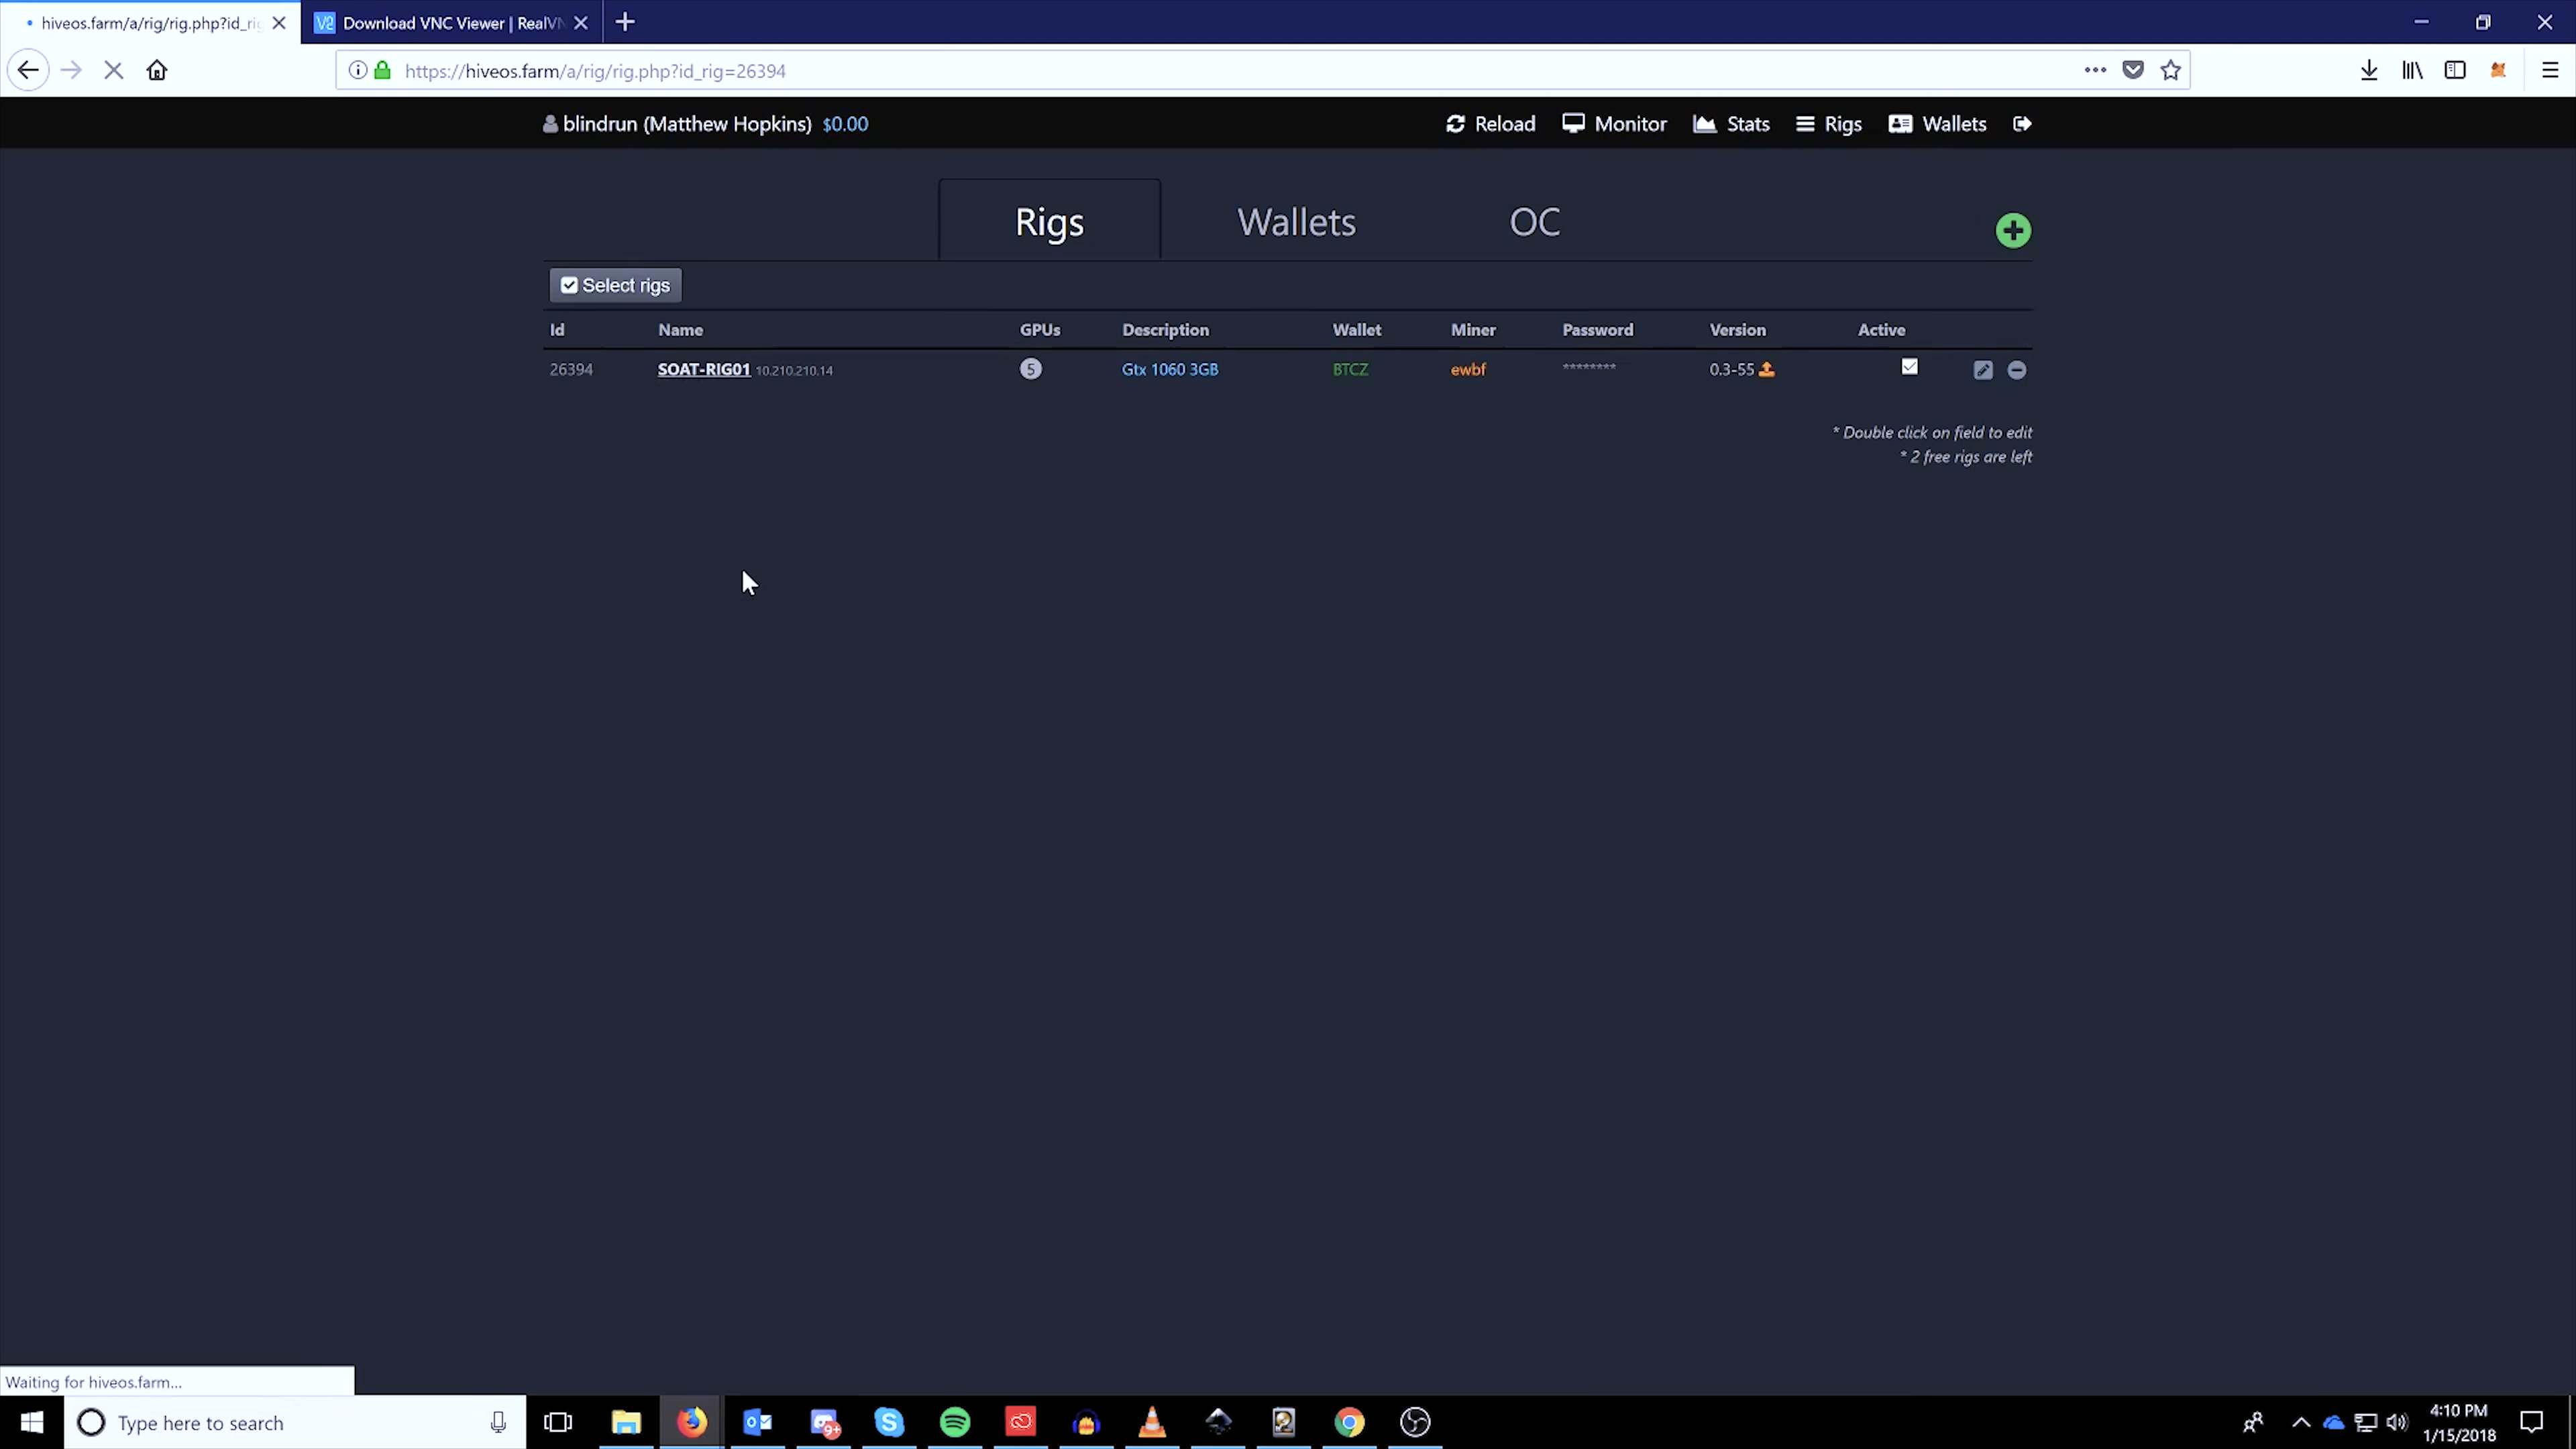 hiveos.farm/a/rig/rig.php?id_ri
Download VNC Viewer | RealVN
https://hiveos.farm/a/rig/rig.php?id_rig=26394
blindrun (Matthew Hopkins) $0.00
Reload Monitor Stats Rigs Wallets
Rigs Wallets OC
Select rigs
Id Name GPUs Description Wallet Miner Password Version Active
26394 SOAT-RIG01 10.210.210.14 5 Gtx 1060 3GB BTCZ ewbf ******** 0.3-55
* Double click on field to edit
* 2 free rigs are left
Waiting for hiveos.farm...
Type here to search
9+
4:10 PM
1/15/2018